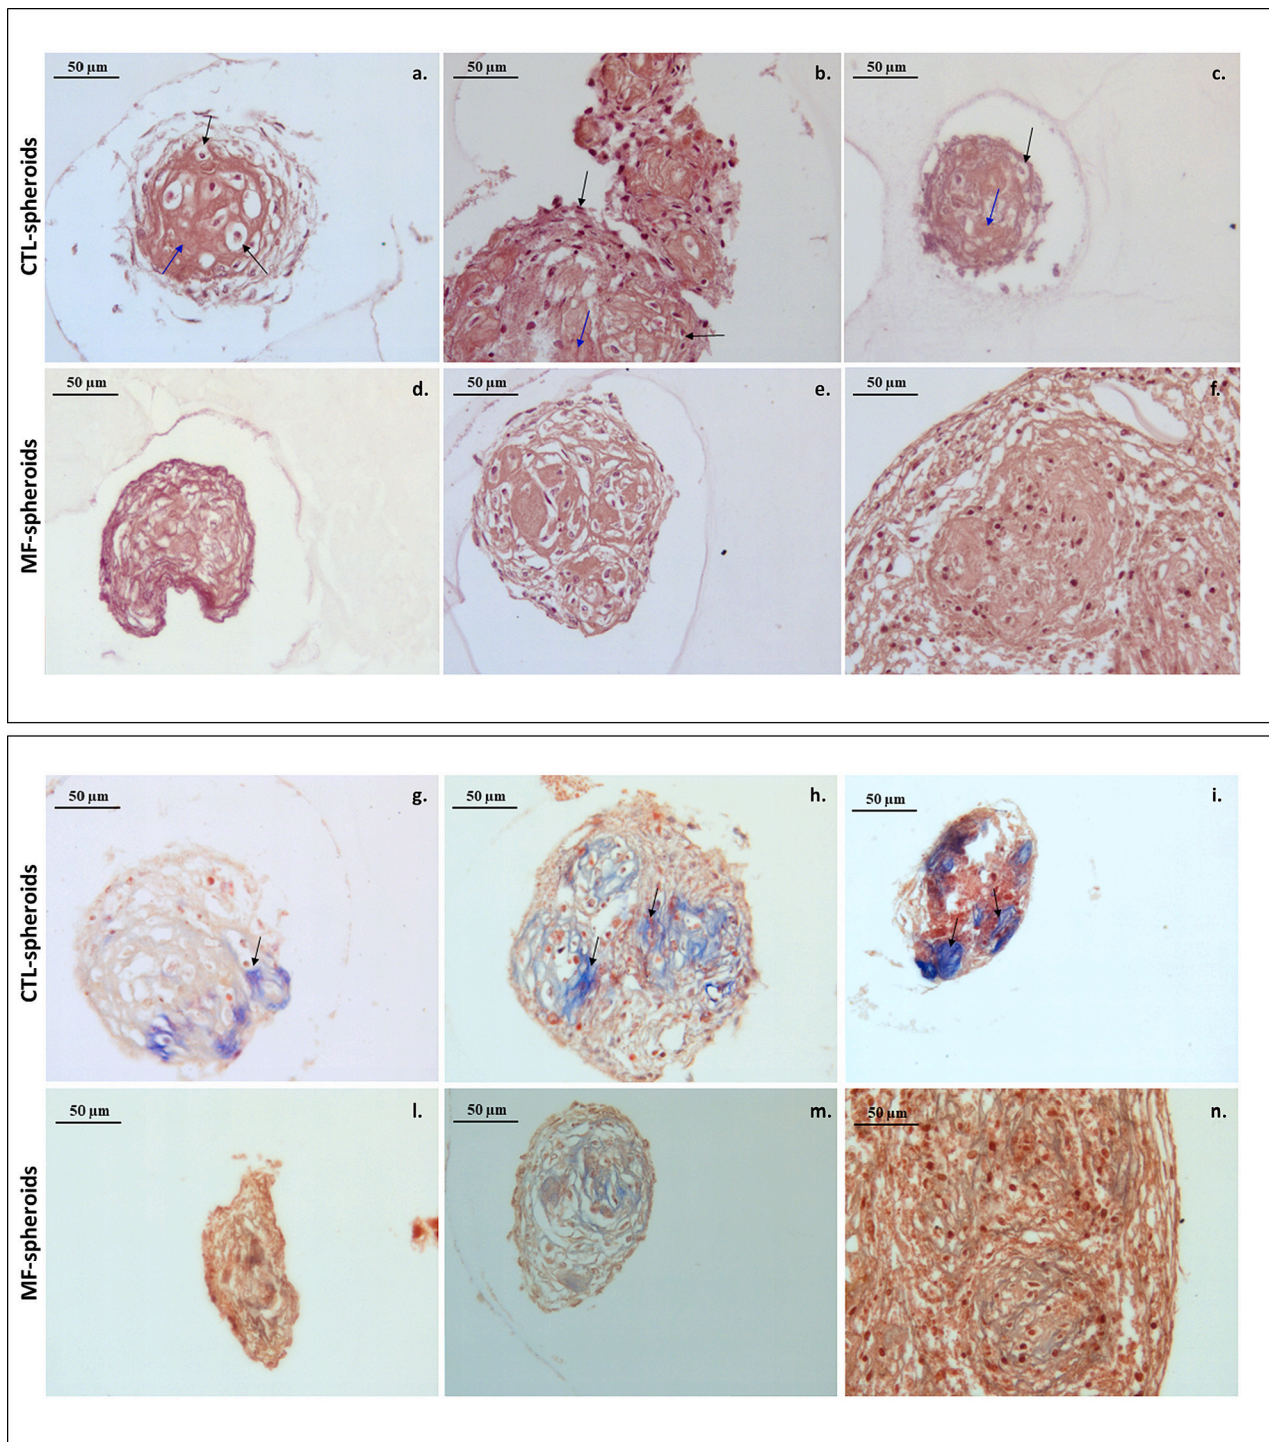 CTL-spheroids
50 µm
a.
50 µm
b.
50 µm
c.
MF-spheroids
50 µm
d.
50 µm
e.
50 µm
f.
CTL-spheroids
50 µm
g.
50 µm
h.
50 µm
i.
MF-spheroids
50 µm
l.
50 µm
m.
50 µm
n.